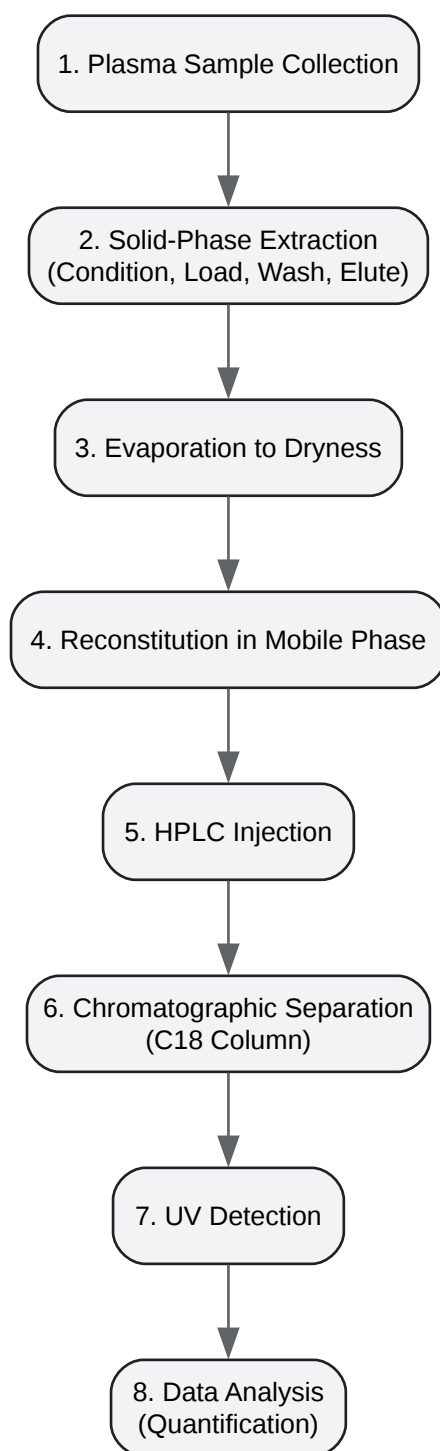 1. Plasma Sample Collection
2. Solid-Phase Extraction
(Condition, Load, Wash, Elute)
3. Evaporation to Dryness
4. Reconstitution in Mobile Phase
5. HPLC Injection
6. Chromatographic Separation
(C18 Column)
7. UV Detection
8. Data Analysis
(Quantification)